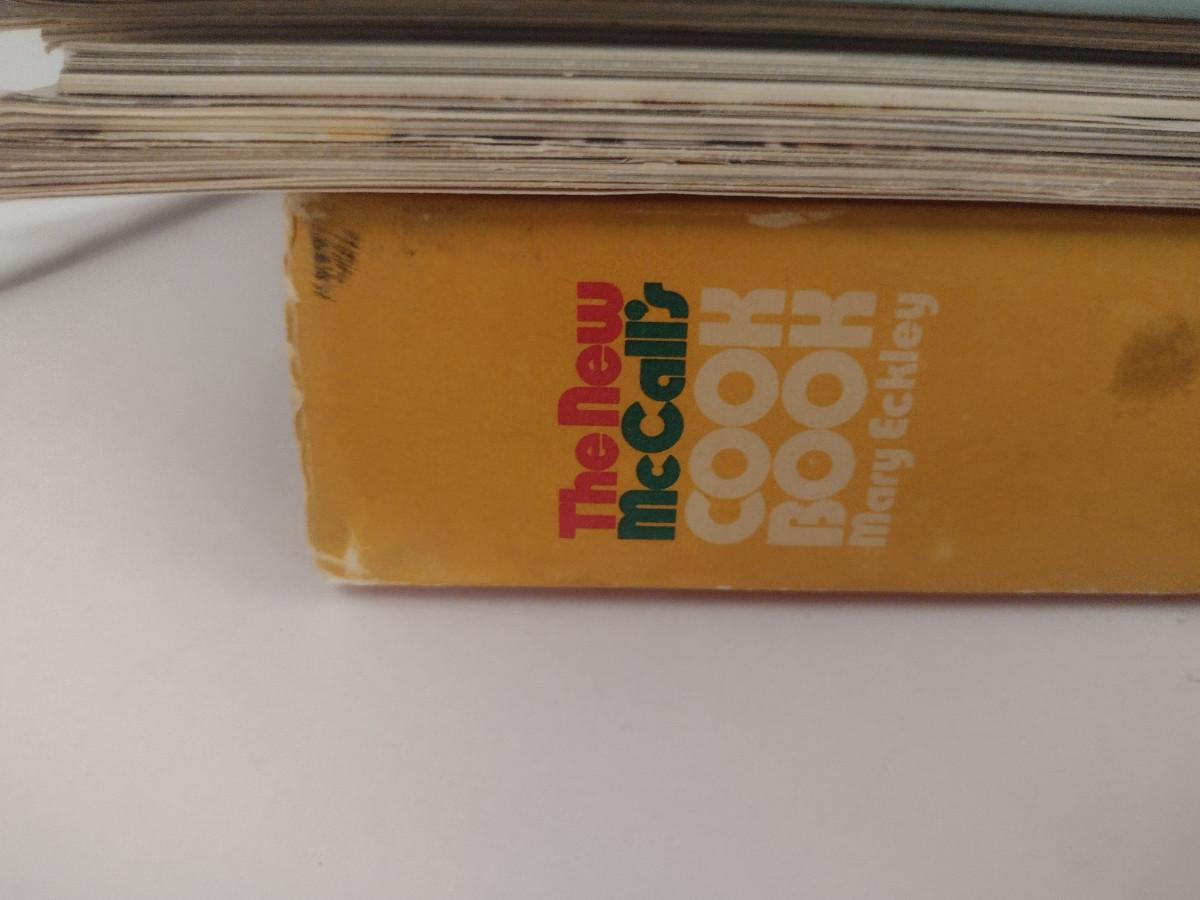 The New
McCall's
COOK
BOOK
Mary Eckley